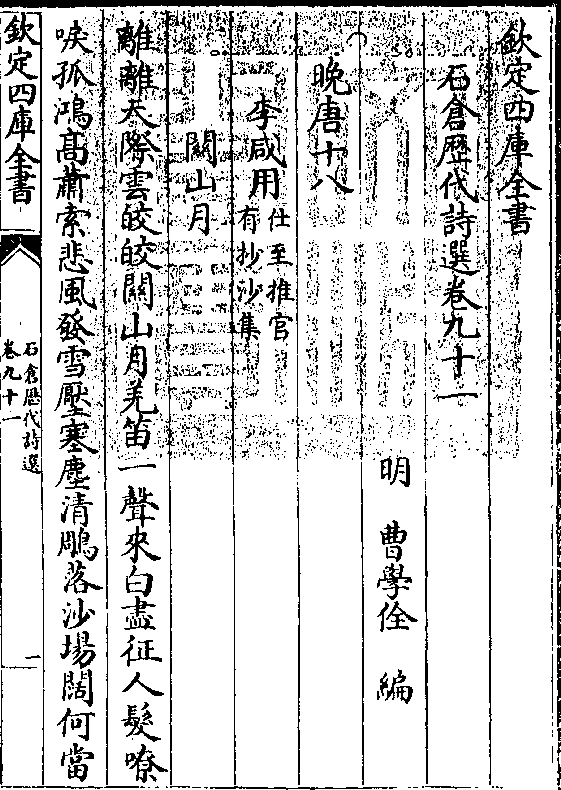 欽定四庫全書
石倉歷代詩選卷九十一
明 曹學佺 編
晚唐十八
李咸用
仕至推官
有抄沙集
關山月
離離天際雲皎皎關山月羌笛一聲來白盡征人髮嘹
唳孤鴻高蕭索悲風發雪壓塞塵清鵰落沙場闊何當
欽定四庫全書
石倉歷代詩選
卷九十一
一